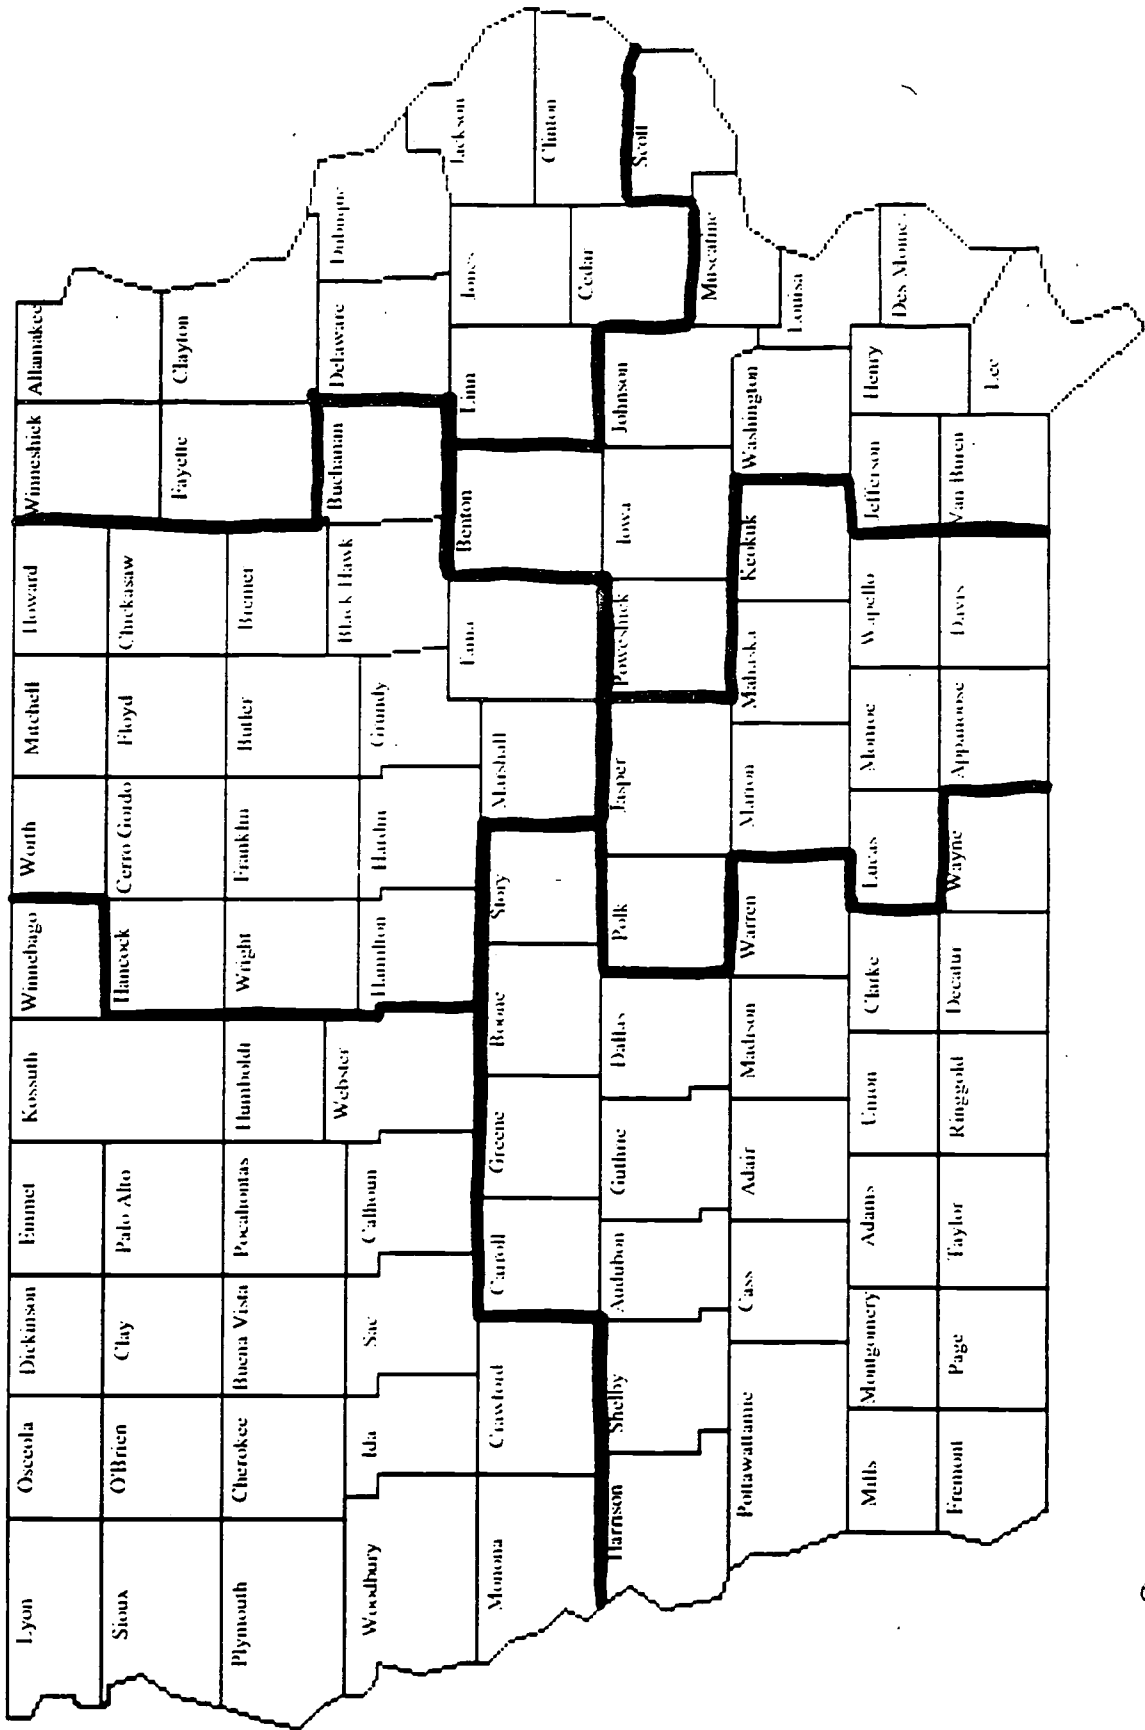 Lyon
Osceola
Dickinson
Emmet
Kossuth
Winnebago
Worth
Mitchell
Howard
Winneshiek
Allamakee
Sioux
O'Brien
Clay
Palo Alto
Hancock
Cerro Gordo
Floyd
Chickasaw
Fayette
Clayton
Plymouth
Cherokee
Buena Vista
Pocahontas
Humboldt
Wright
Franklin
Butler
Bremer
Woodbury
Ida
Sac
Calhoun
Webster
Hamilton
Hardin
Grundy
Black Hawk
Buchanan
Delaware
Dubuque
Monona
Crawford
Carroll
Greene
Boone
Story
Marshall
Tama
Benton
Linn
Jones
Jackson
Clinton
Cedar
Harrison
Shelby
Audubon
Guthrie
Dallas
Polk
Jasper
Poweshiek
Iowa
Johnson
Scott
Muscatine
Pottawattamie
Cass
Adair
Madison
Warren
Marion
Mahaska
Keokuk
Washington
Louisa
Mills
Montgomery
Adams
Union
Clarke
Lucas
Monroe
Wapello
Jefferson
Henry
Des Moine.
Fremont
Page
Taylor
Ringgold
Decatur
Wayne
Appanoose
Davis
Van Buren
Lee